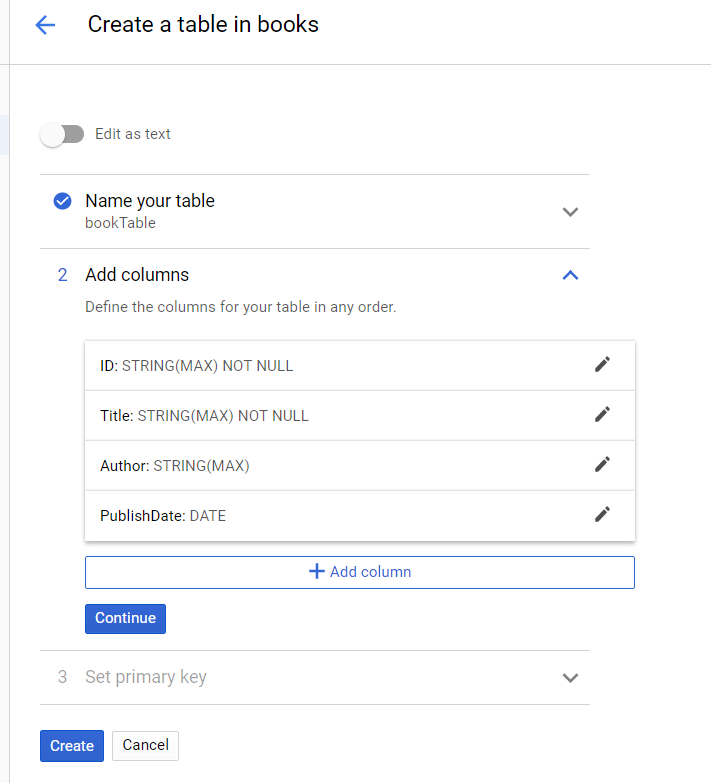 Create a table in books
Edit as text
Name your table
bookTable
2 Add columns
Define the columns for your table in any order.
ID: STRING(MAX) NOT NULL
Title: STRING(MAX) NOT NULL
Author: STRING(MAX)
PublishDate: DATE
+ Add column
Continue
3 Set primary key
Create Cancel